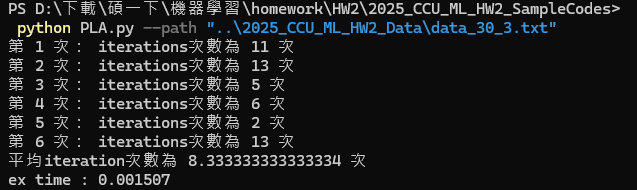 PS D:\下載\碩一下\機器學習\homework\HW2\2025_CCU_ML_HW2_SampleCodes>
python PLA.py --path "..\2025_CCU_ML_HW2_Data\data_30_3.txt"
第 1 次： iterations次數為 11 次
第 2 次： iterations次數為 13 次
第 3 次： iterations次數為 5 次
第 4 次： iterations次數為 6 次
第 5 次： iterations次數為 2 次
第 6 次： iterations次數為 13 次
平均iteration次數為 8.333333333333334 次
ex time : 0.001507